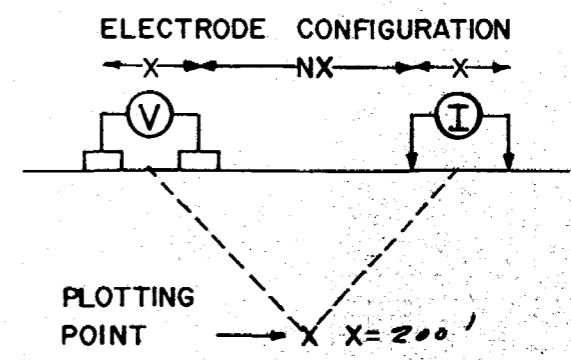 ELECTRODE CONFIGURATION
X NX X
V I
PLOTTING
POINT X X=200'